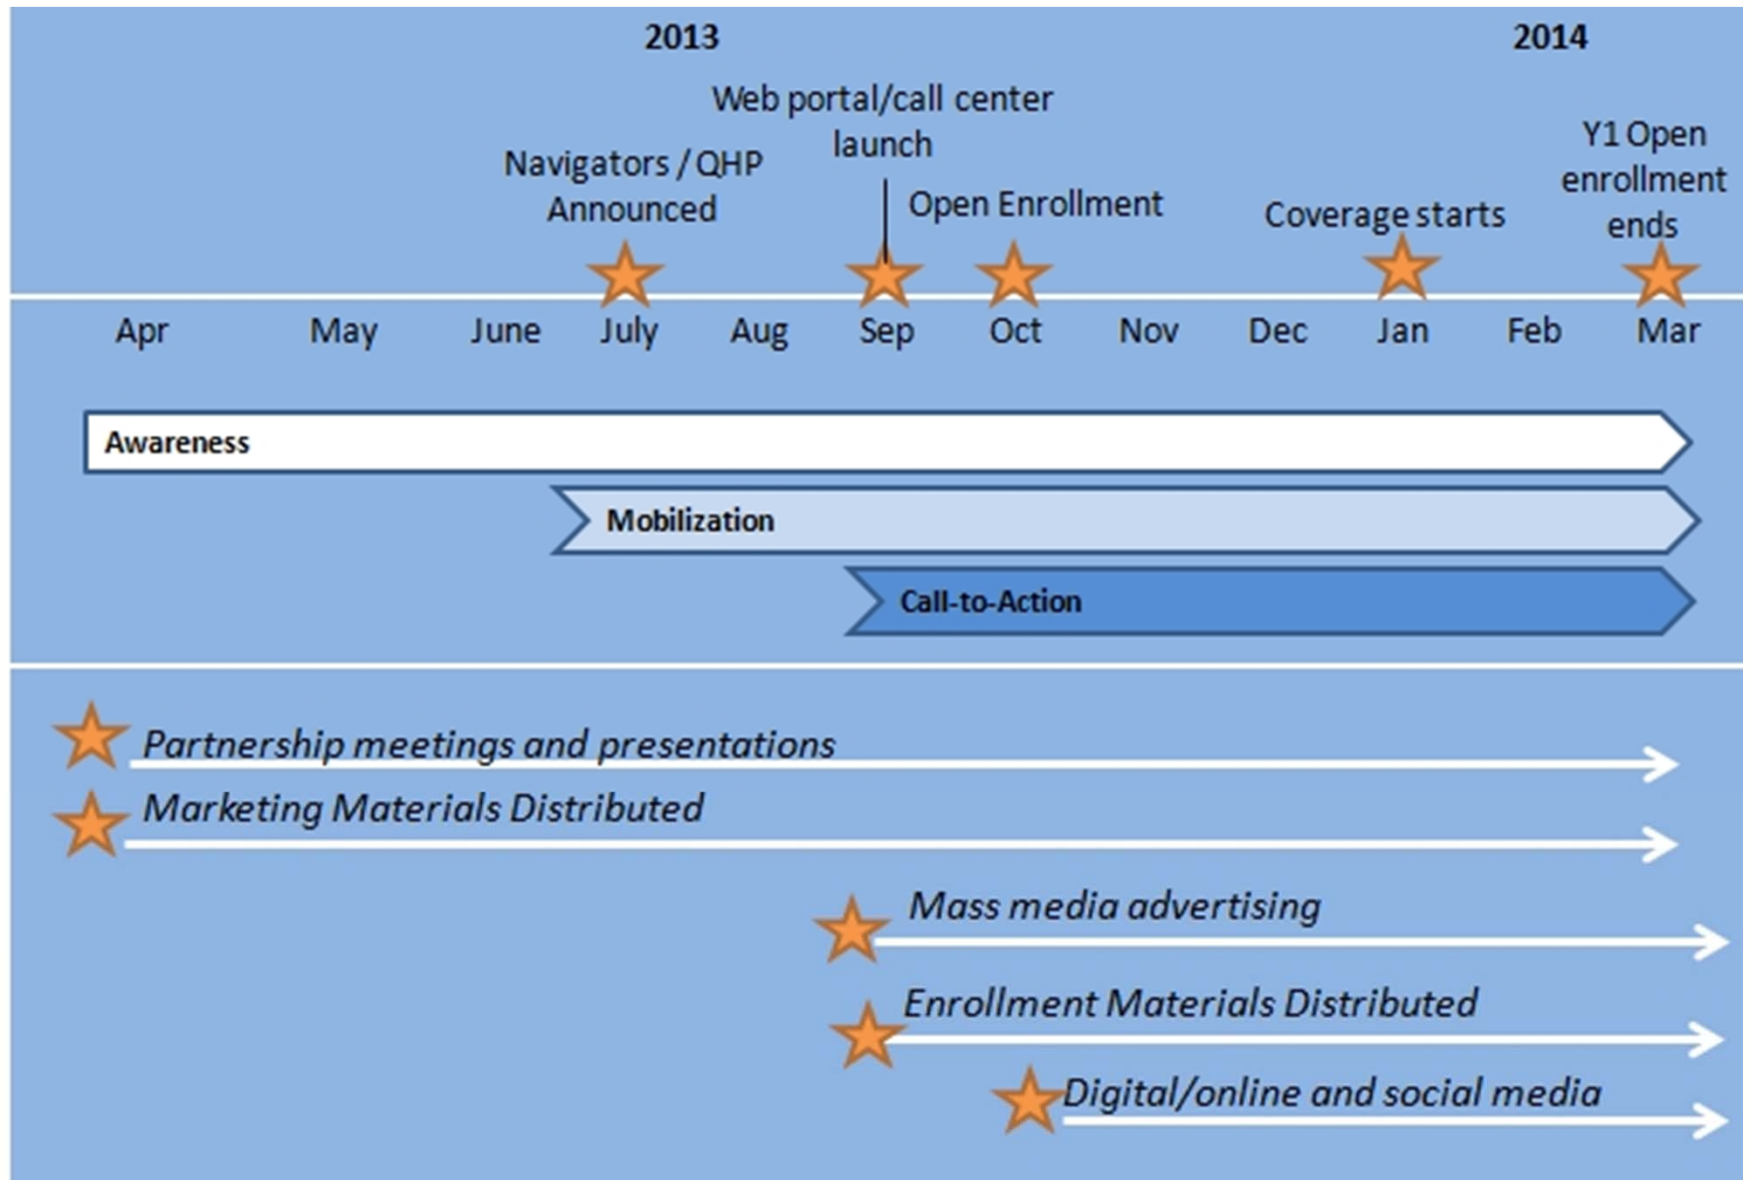 2013
2014
Web portal/call center
launch
Navigators / QHP
Announced
Open Enrollment
Coverage starts
Y1 Open
enrollment
ends
Apr May June July Aug Sep Oct Nov Dec Jan Feb Mar
Awareness
Mobilization
Call-to-Action
Partnership meetings and presentations
Marketing Materials Distributed
Mass media advertising
Enrollment Materials Distributed
Digital/online and social media